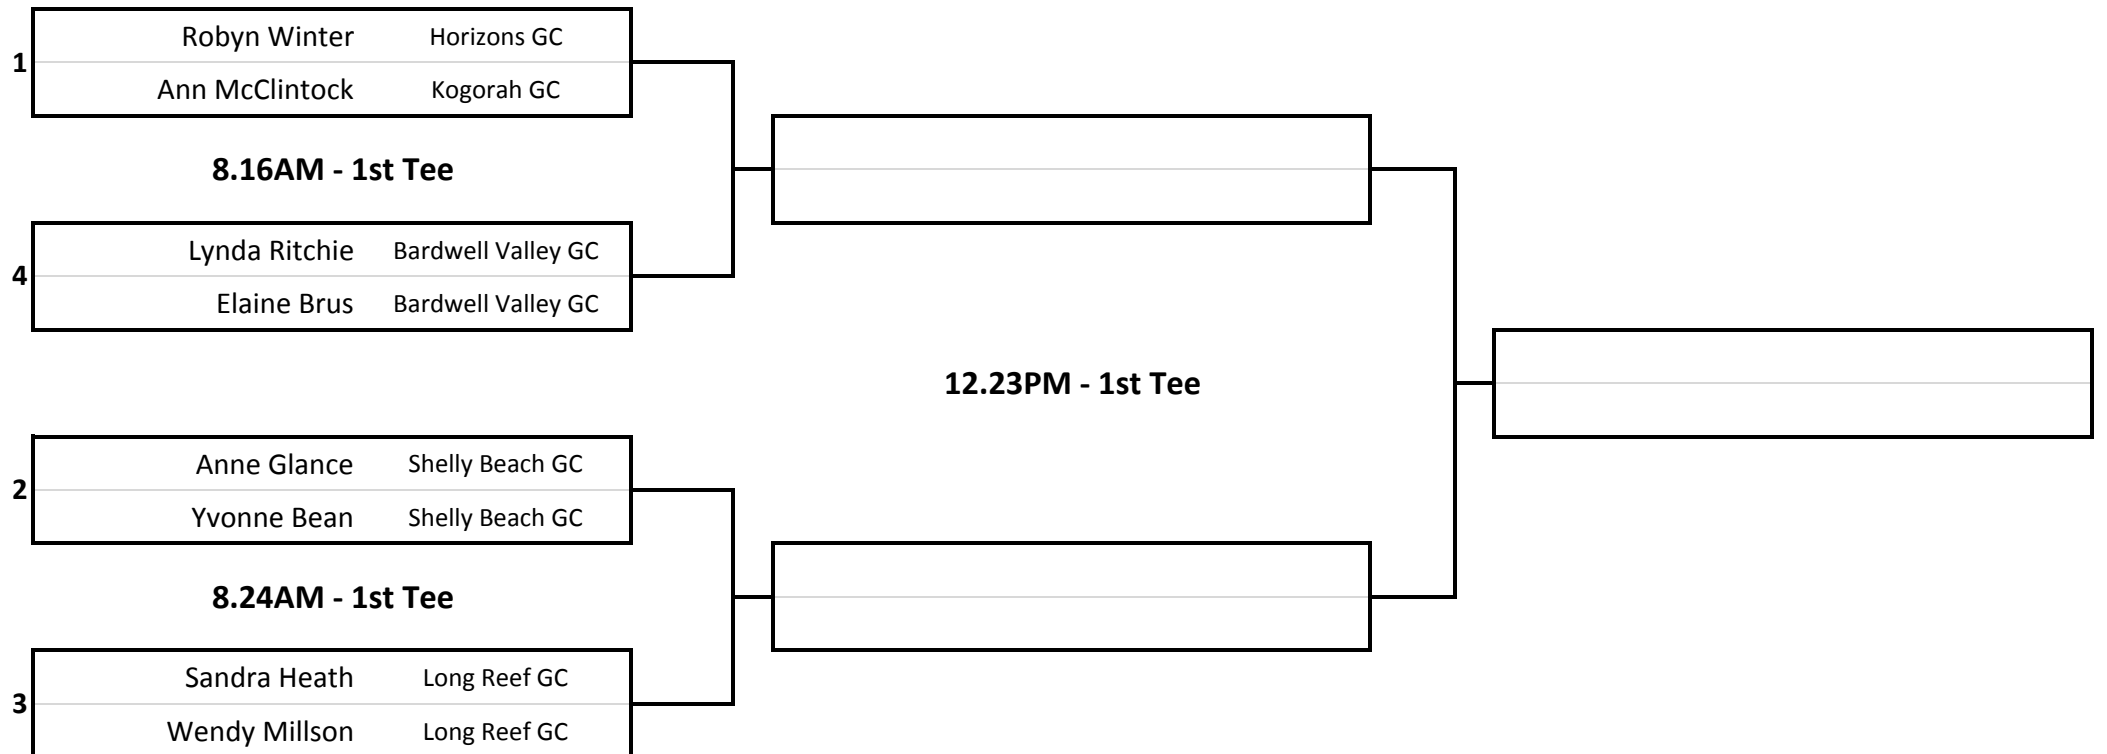 Robyn Winter Horizons GC
1
Ann McClintock Kogorah GC
8.16AM - 1st Tee
Lynda Ritchie Bardwell Valley GC
4
Elaine Brus Bardwell Valley GC
12.23PM - 1st Tee
Anne Glance Shelly Beach GC
2
Yvonne Bean Shelly Beach GC
8.24AM - 1st Tee
Sandra Heath Long Reef GC
3
Wendy Millson Long Reef GC